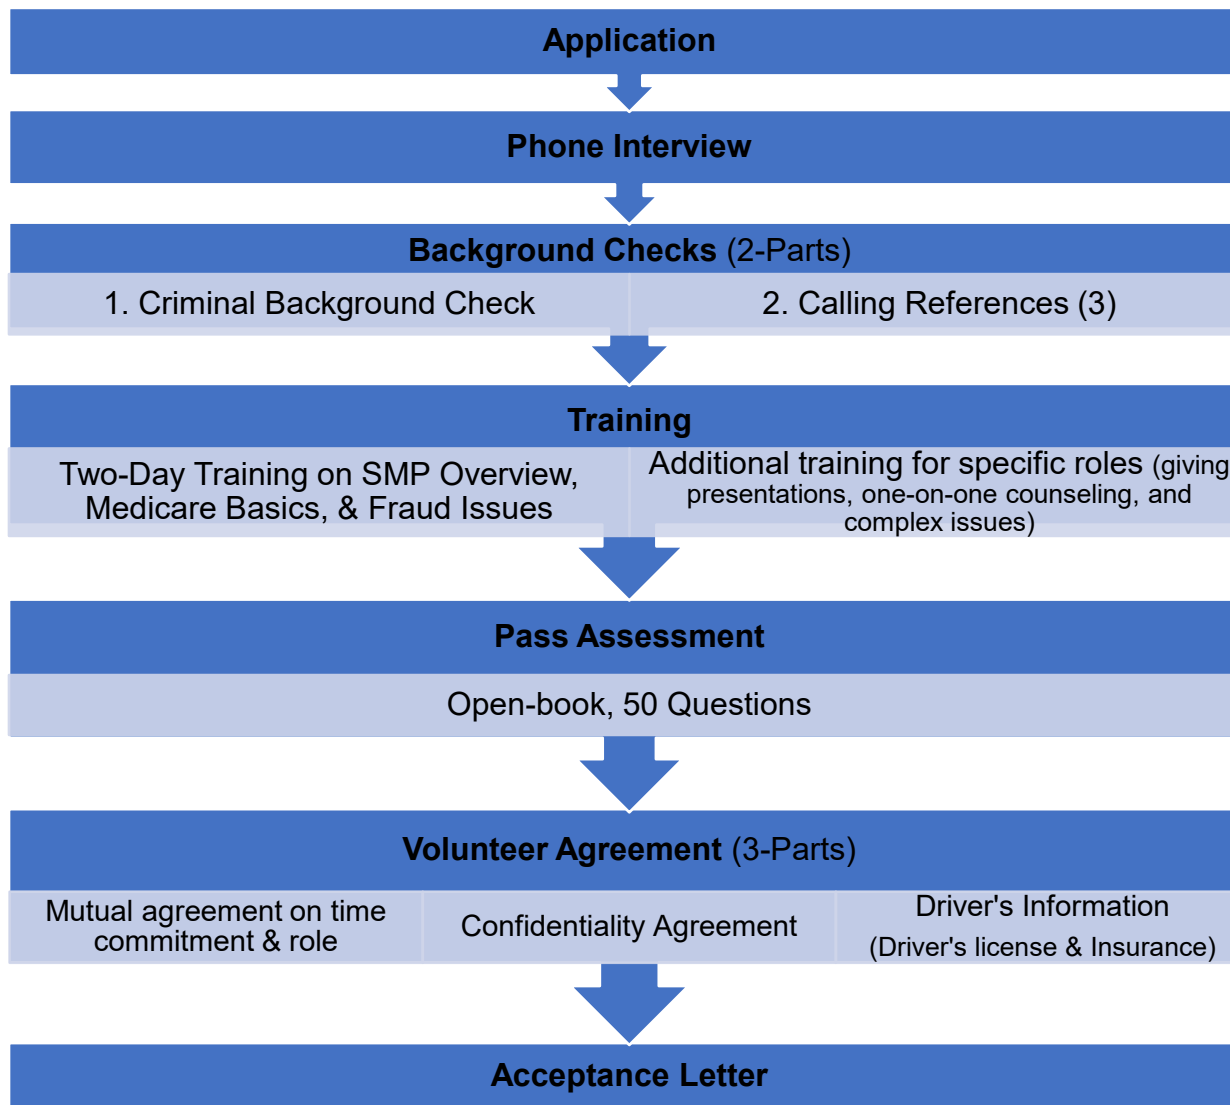 Application
Phone Interview
Background Checks (2-Parts)
1. Criminal Background Check
2. Calling References (3)
Training
Two-Day Training on SMP Overview,
Medicare Basics, & Fraud Issues
Additional training for specific roles (giving
presentations, one-on-one counseling, and
complex issues)
Pass Assessment
Open-book, 50 Questions
Volunteer Agreement (3-Parts)
Mutual agreement on time
commitment & role
Confidentiality Agreement
Driver's Information
(Driver's license & Insurance)
Acceptance Letter